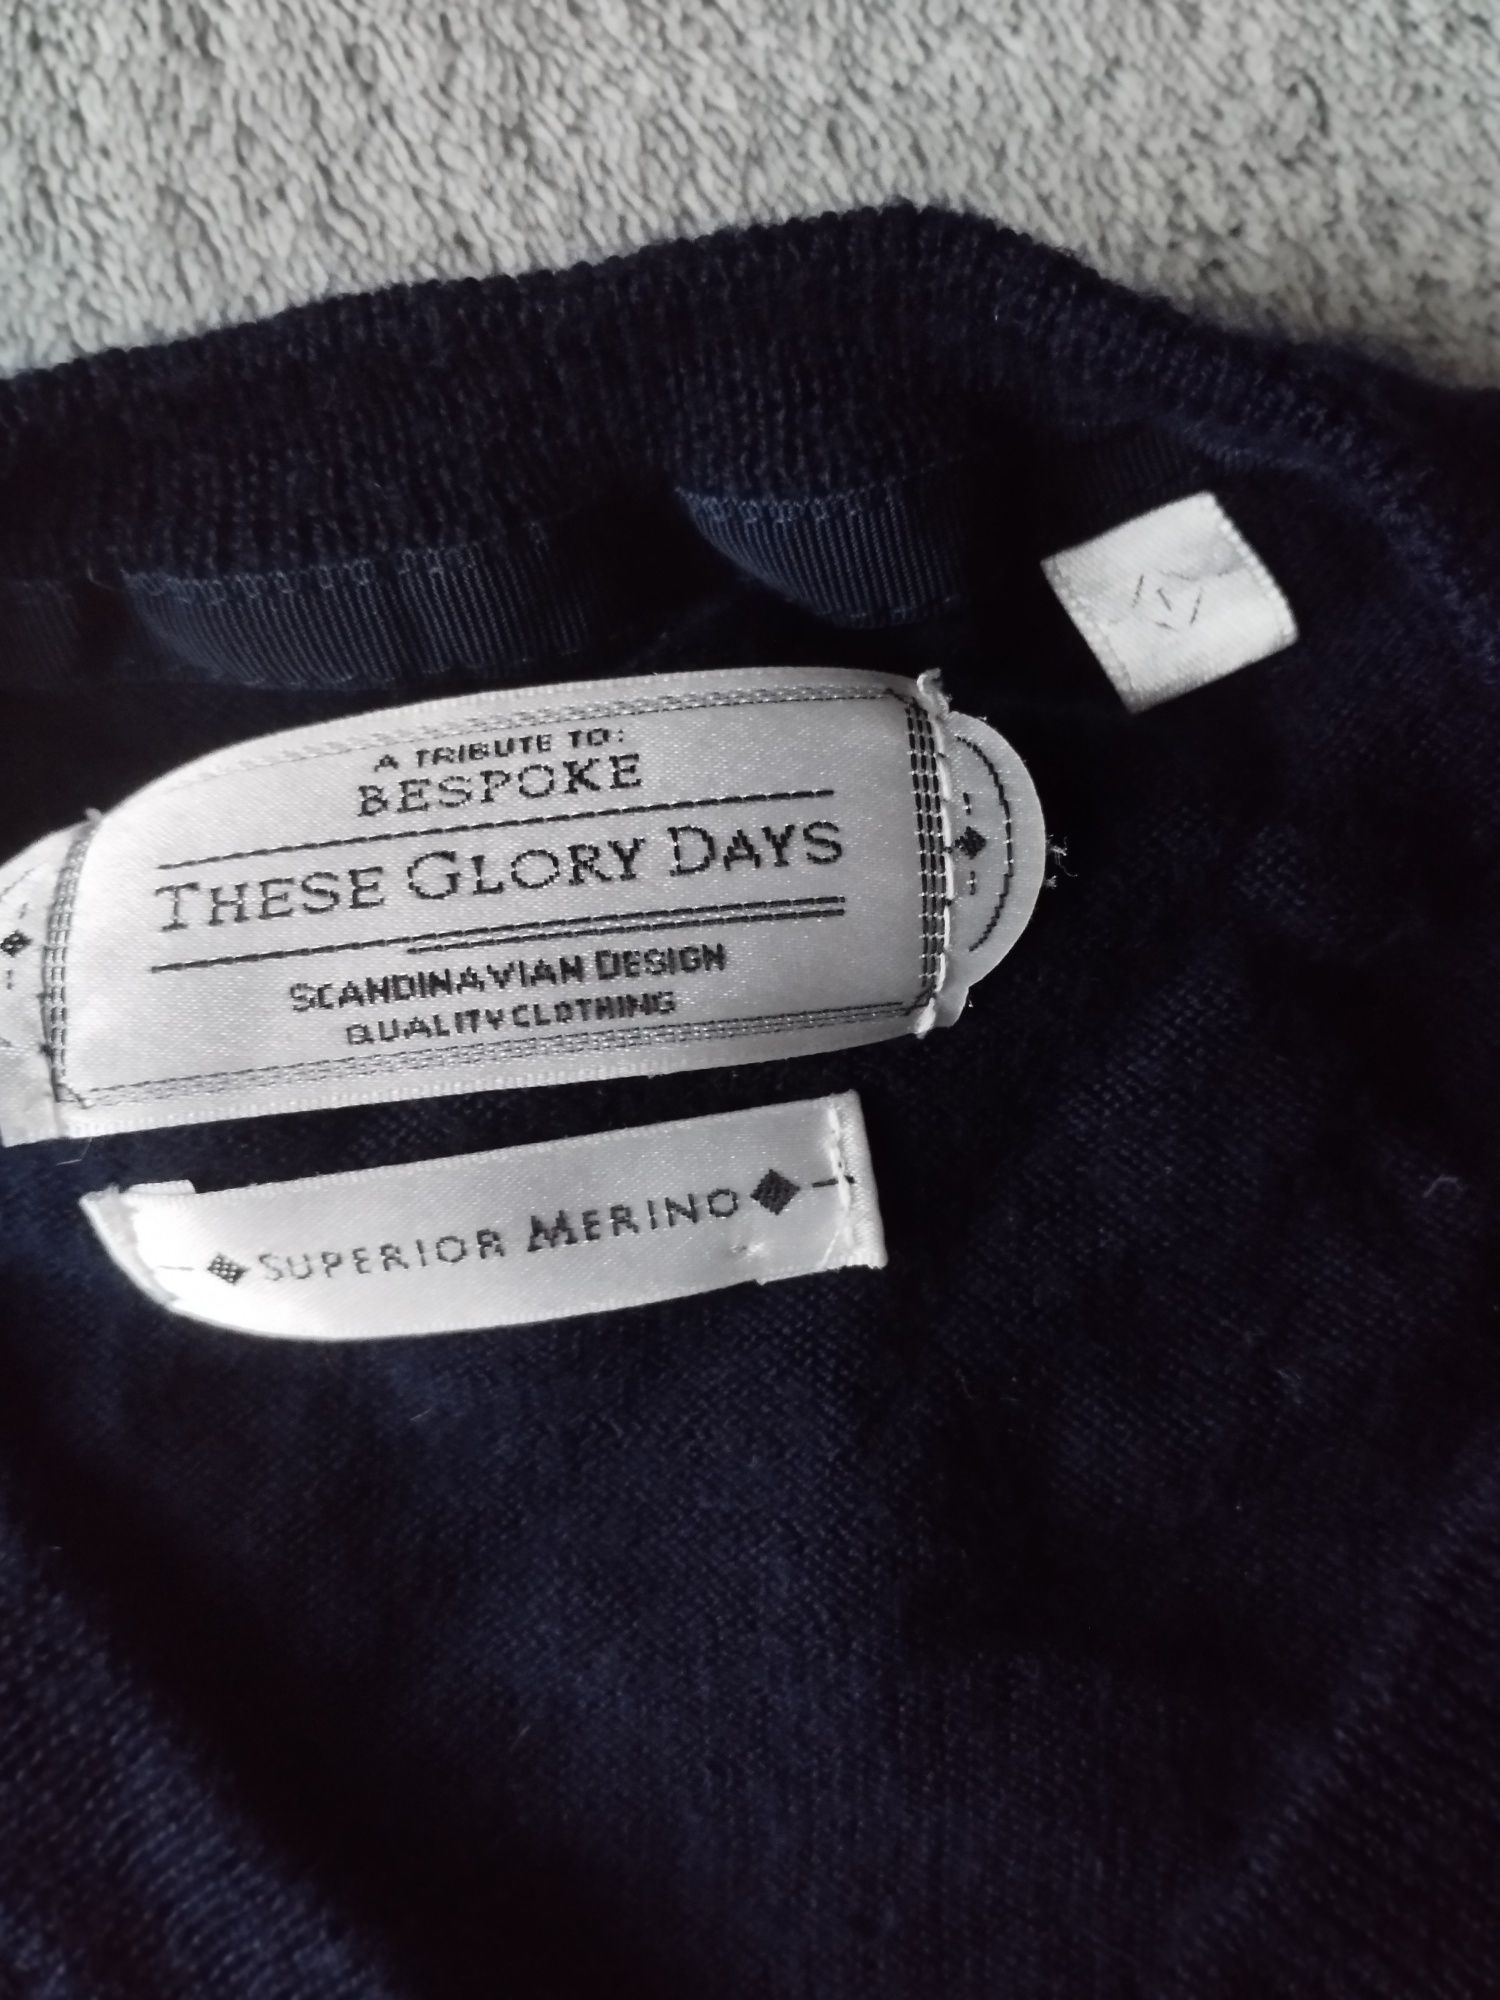 A TRIBUTE TO:
BESPOKE
THESE GLORY DAYS
SCANDINAVIAN DESIGN
QUALITY CLOTHING
SUPERIOR MERINO